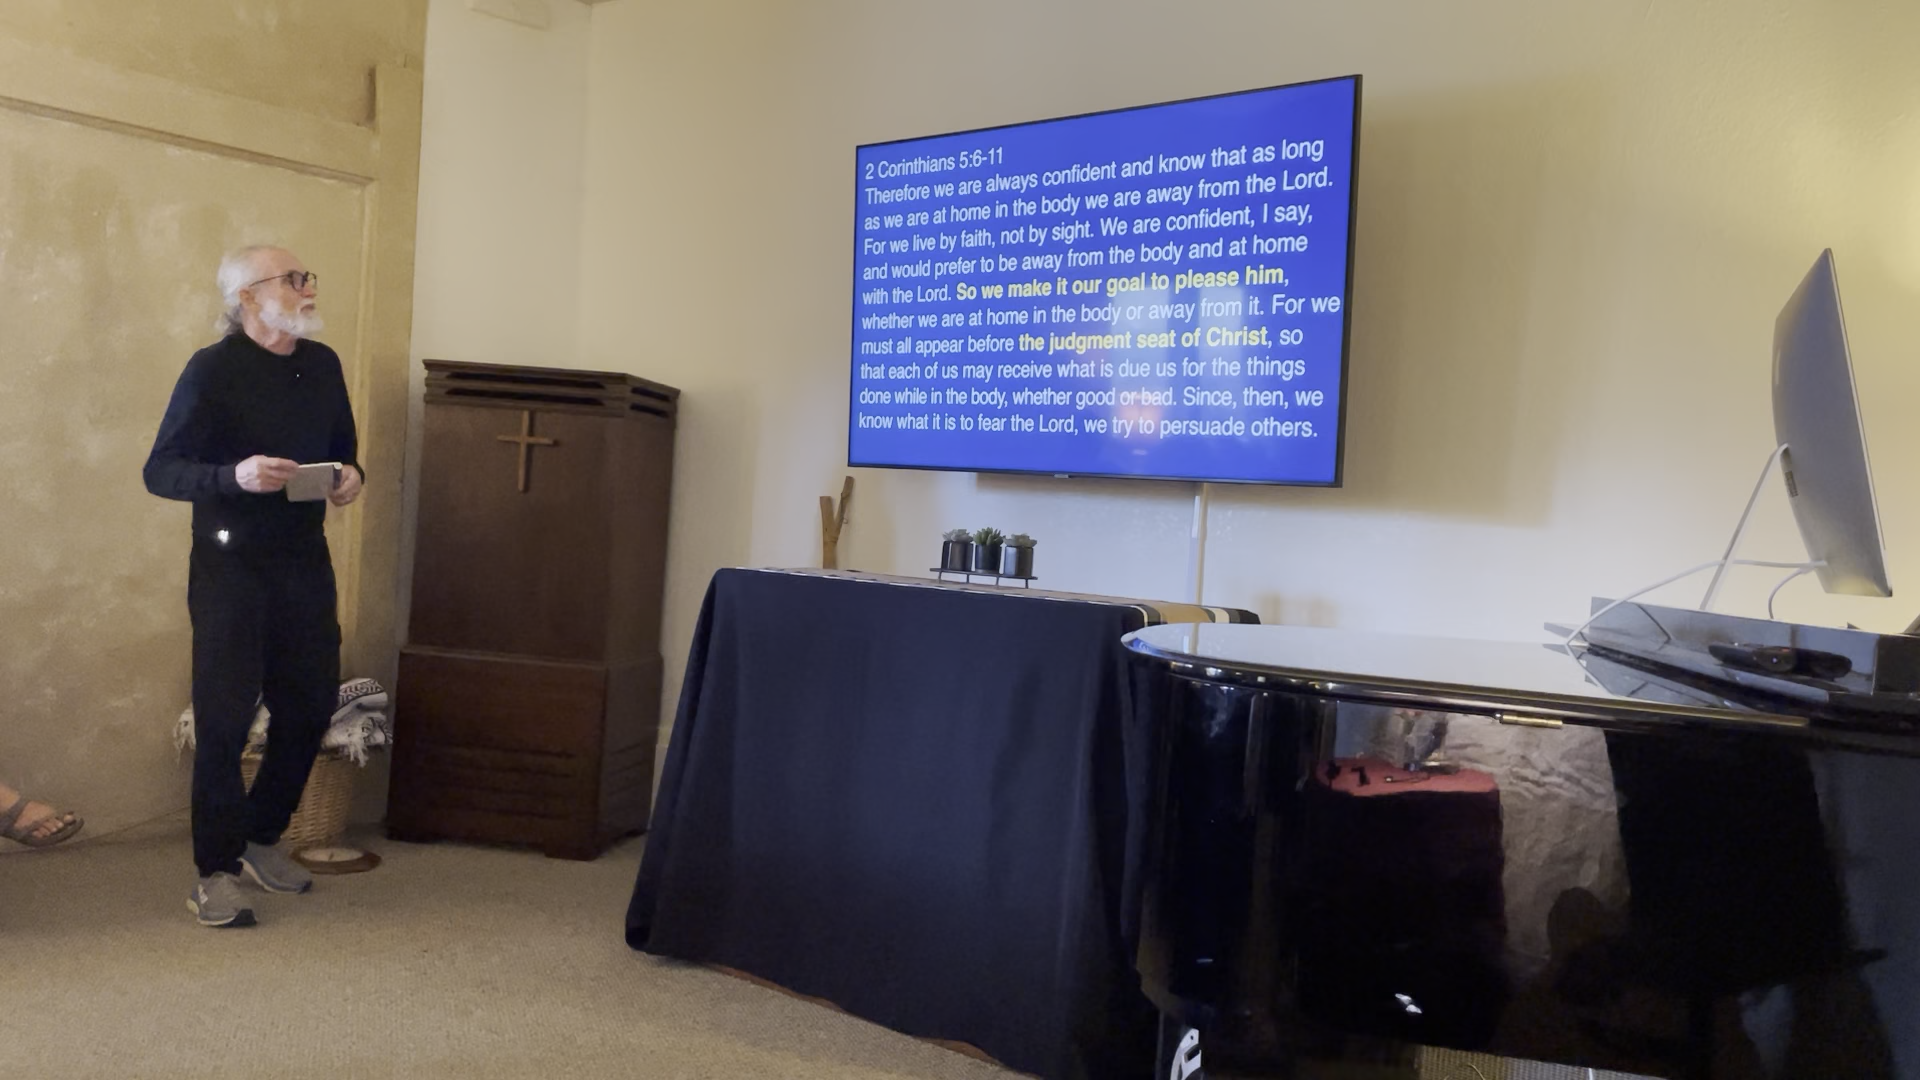 2 Corinthians 5:6-11
Therefore we are always confident and know that as long
as we are at home in the body we are away from the Lord.
For we live by faith, not by sight. We are confident, I say,
and would prefer to be away from the body and at home
with the Lord. So we make it our goal to please him,
whether we are at home in the body or away from it. For we
must all appear before the judgment seat of Christ, so
that each of us may receive what is due us for the things
done while in the body, whether good or bad. Since, then, we
know what it is to fear the Lord, we try to persuade others.